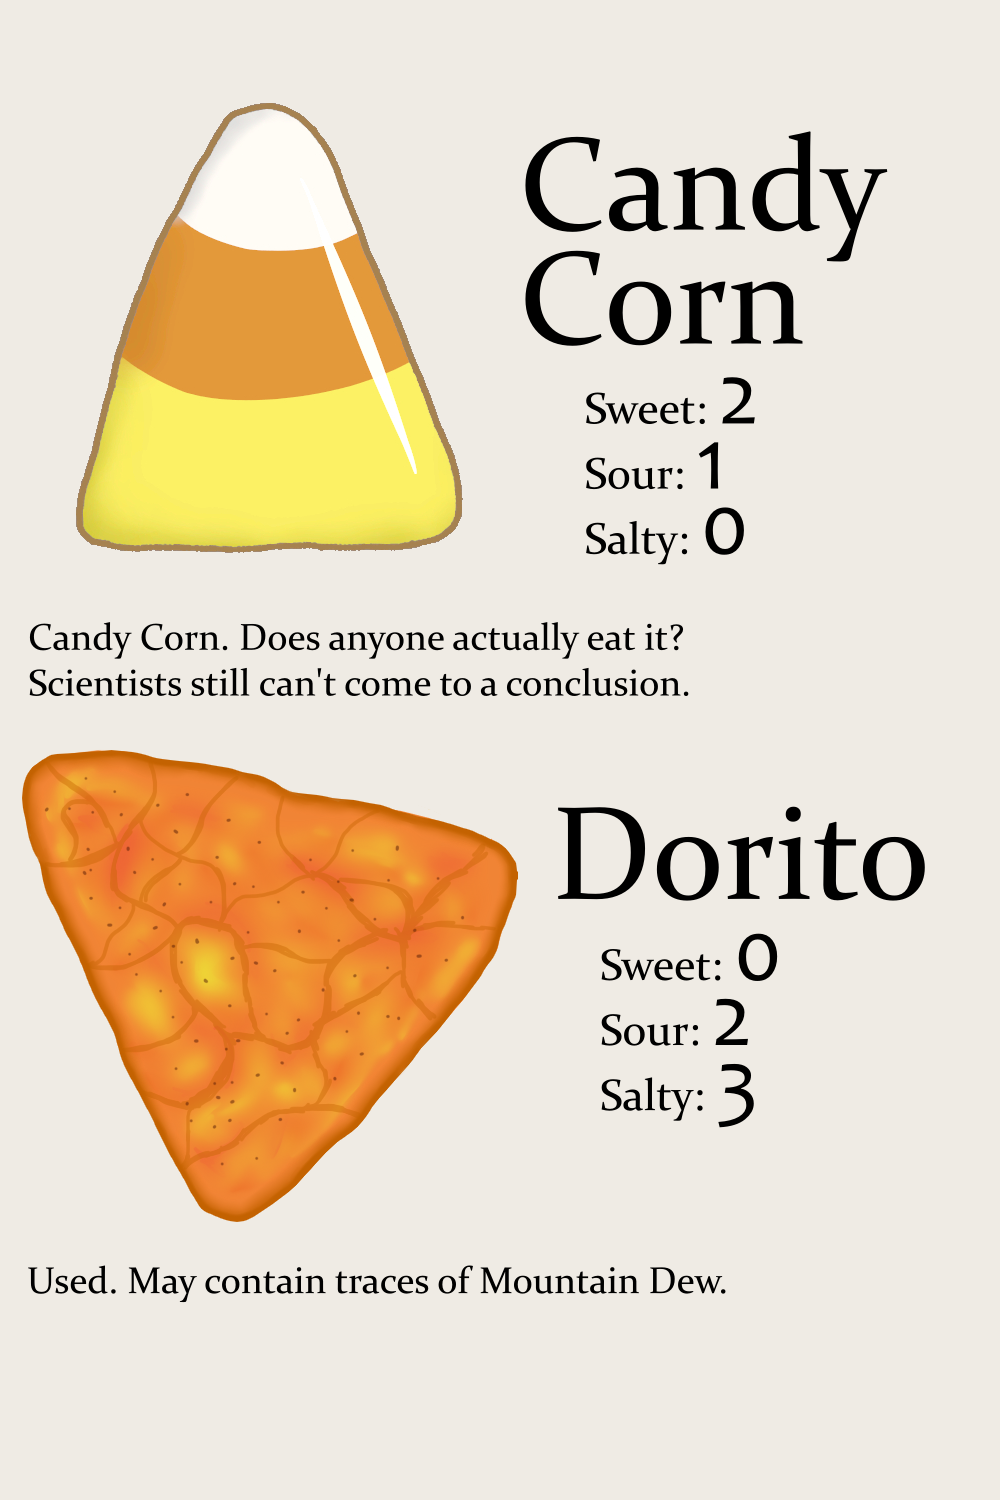 Candy
Corn
Sweet: 2
Sour: 1
Salty: 0
Candy Corn. Does anyone actually eat it?
Scientists still can't come to a conclusion.
Dorito
Sweet: 0
Sour: 2
Salty: 3
Used. May contain traces of Mountain Dew.